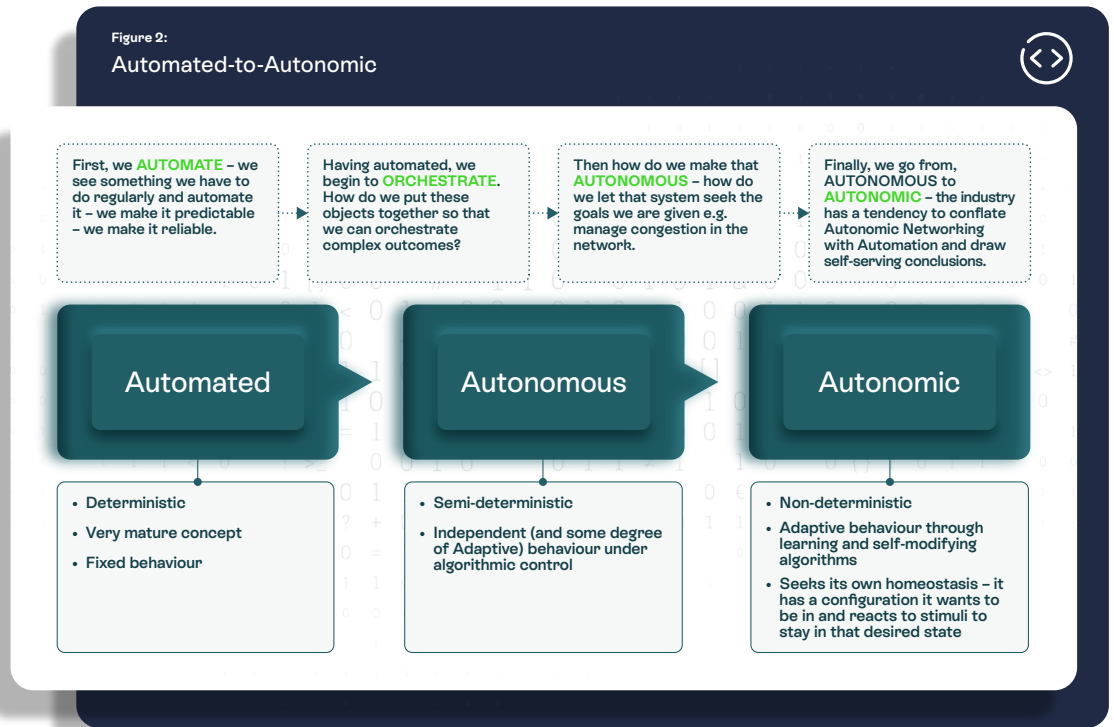 Figure 2:
Automated-to-Autonomic
First, we AUTOMATE – we
see something we have to
do regularly and automate
it – we make it predictable
– we make it reliable.
Having automated, we
begin to ORCHESTRATE.
How do we put these
objects together so that
we can orchestrate
complex outcomes?
Then how do we make that
AUTONOMOUS – how do
we let that system seek the
goals we are given e.g.
manage congestion in the
network.
Finally, we go from,
AUTONOMOUS to
AUTONOMIC – the industry
has a tendency to conflate
Autonomic Networking
with Automation and draw
self-serving conclusions.
Automated
Autonomous
Autonomic
• Deterministic
• Very mature concept
• Fixed behaviour
• Semi-deterministic
• Independent (and some degree
of Adaptive) behaviour under
algorithmic control
• Non-deterministic
• Adaptive behaviour through
learning and self-modifying
algorithms
• Seeks its own homeostasis – it
has a configuration it wants to
be in and reacts to stimuli to
stay in that desired state